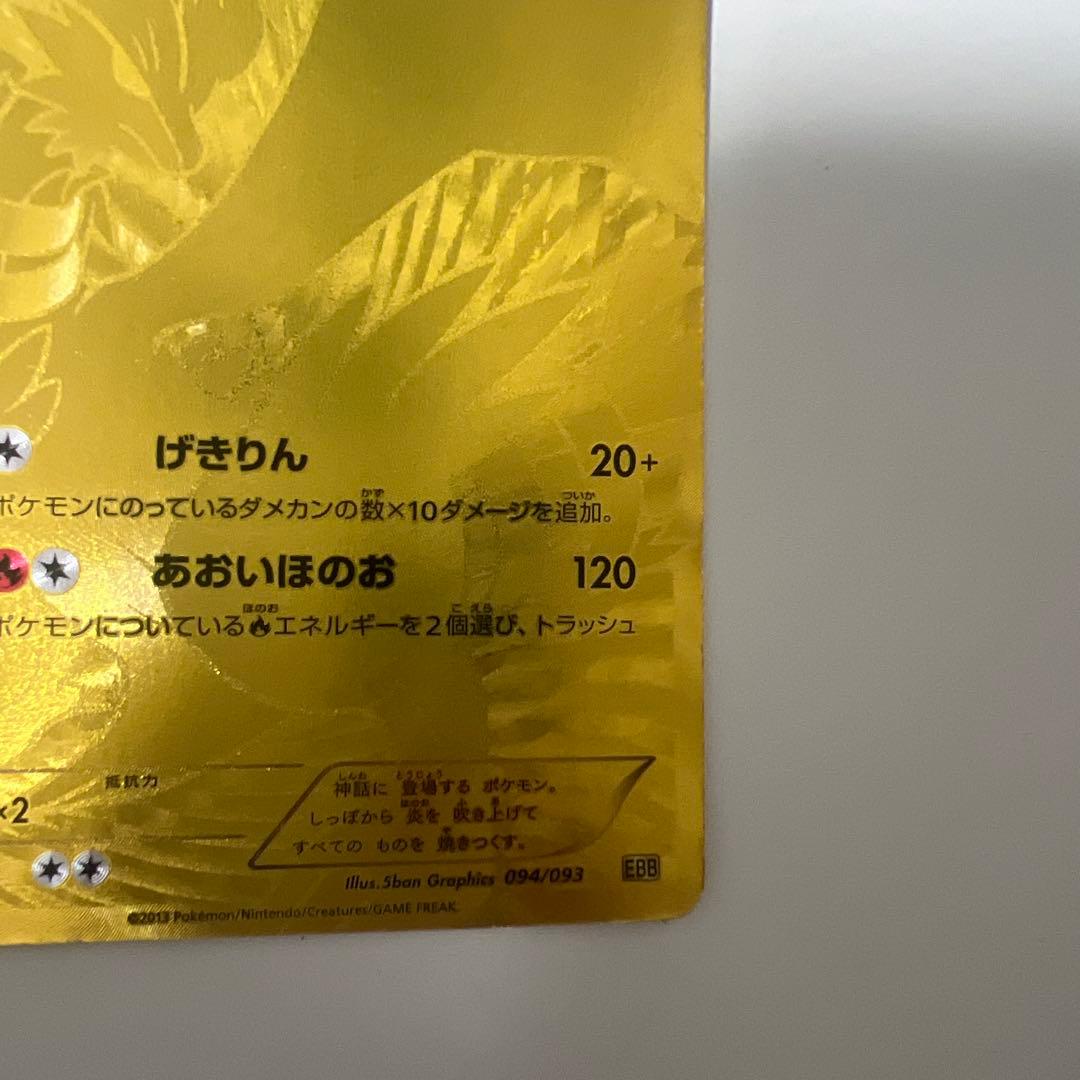 げきりん 20+
ポケモンにのっているダメカンの数×10ダメージを追加。
あおいほのお 120
ポケモンについているエネルギーを2個選び、トラッシュ
×2 抵抗力
神話に 登場する ポケモン。
しっぽから 炎を 吹き上げて
すべての ものを 焼きつくす。
Illus. 5ban Graphics 094/093 EBB
©2013 Pokémon/Nintendo/Creatures/GAME FREAK.